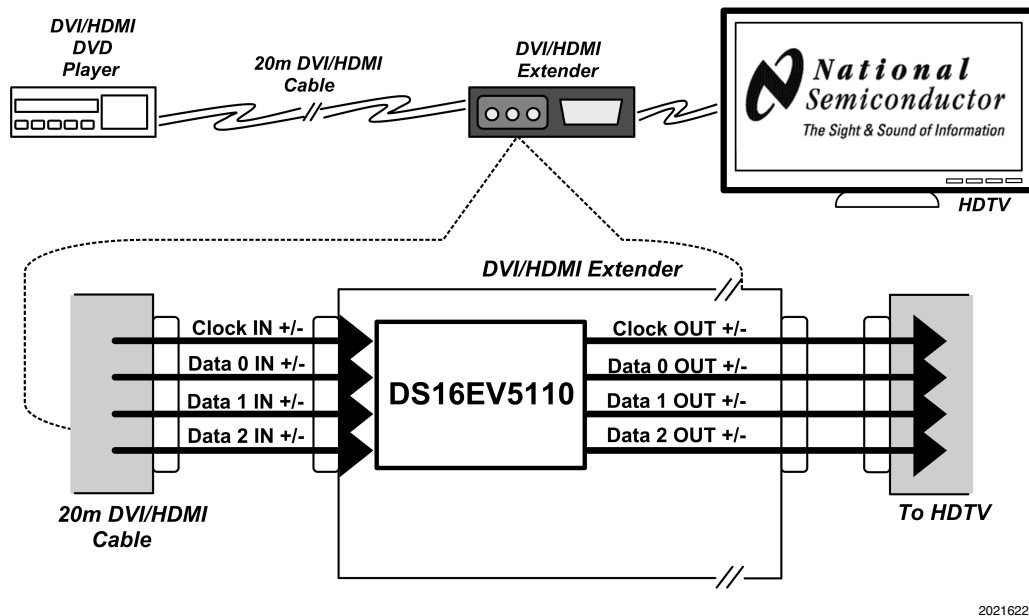 DVI/HDMI
DVD
Player
20m DVI/HDMI
Cable
DVI/HDMI
Extender
National
Semiconductor
The Sight & Sound of Information
HDTV
DVI/HDMI Extender
Clock IN +/-
Data 0 IN +/-
Data 1 IN +/-
Data 2 IN +/-
DS16EV5110
Clock OUT +/-
Data 0 OUT +/-
Data 1 OUT +/-
Data 2 OUT +/-
20m DVI/HDMI
Cable
To HDTV
2021622